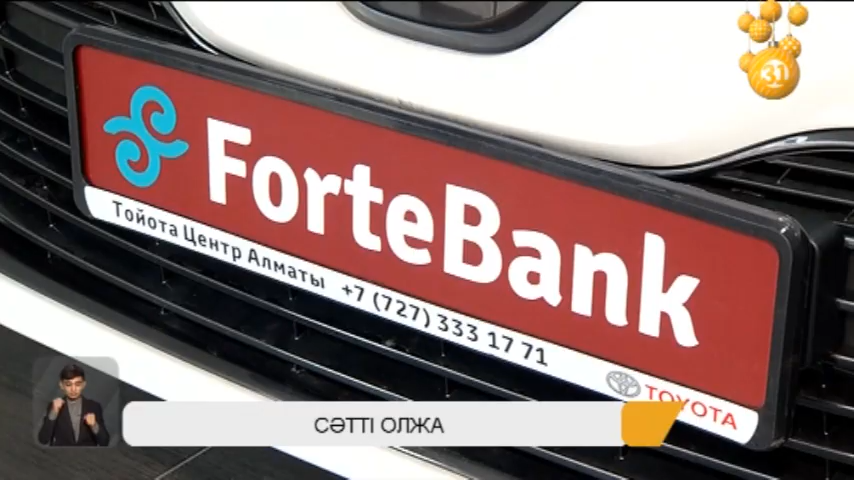 31
ForteBank
Тойота Центр Алматы +7 (727) 333 17 71
TOYOTA
СӘТТІ ОЛЖА